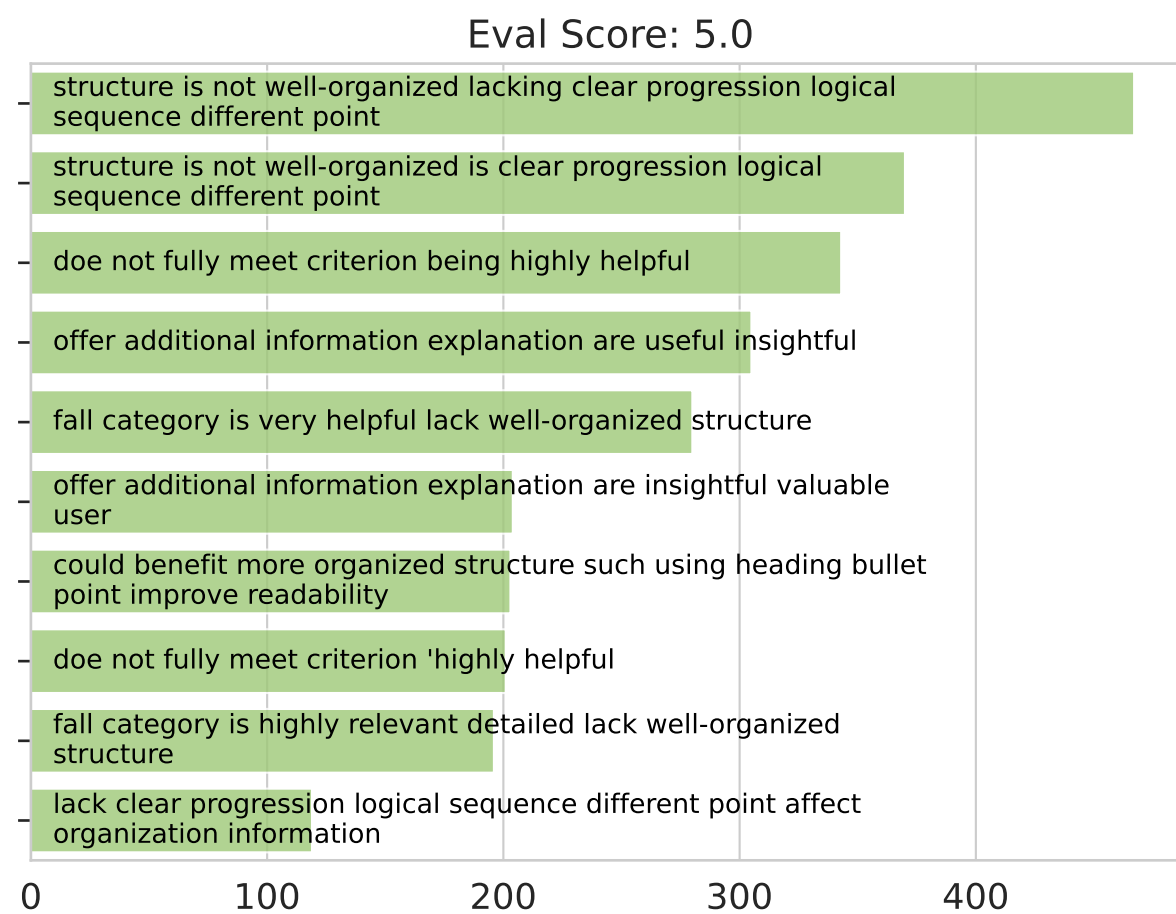 Eval Score: 5.0
structure is not well-organized lacking clear progression logical
sequence different point
structure is not well-organized is clear progression logical
sequence different point
doe not fully meet criterion being highly helpful
offer additional information explanation are useful insightful
fall category is very helpful lack well-organized structure
offer additional information explanation are insightful valuable
user
could benefit more organized structure such using heading bullet
point improve readability
doe not fully meet criterion 'highly helpful
fall category is highly relevant detailed lack well-organized
structure
lack clear progression logical sequence different point affect
organization information
0 100 200 300 400